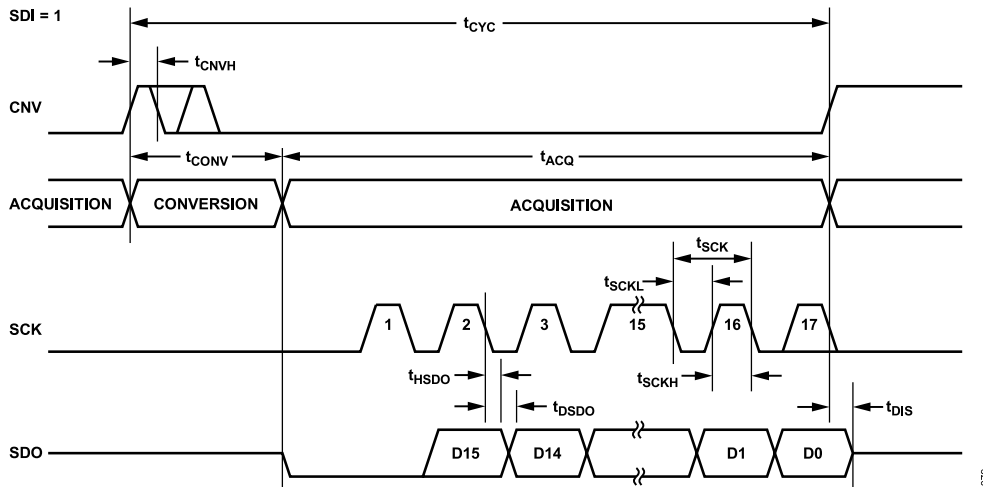 SDI = 1
tCYC
tCNVH
CNV
tCONV
tACQ
ACQUISITION
CONVERSION
ACQUISITION
tSCK
tSCKL
SCK
1
2
3
15
16
17
tHSDO
tSCKH
tDSDO
tDIS
SDO
D15
D14
D1
D0